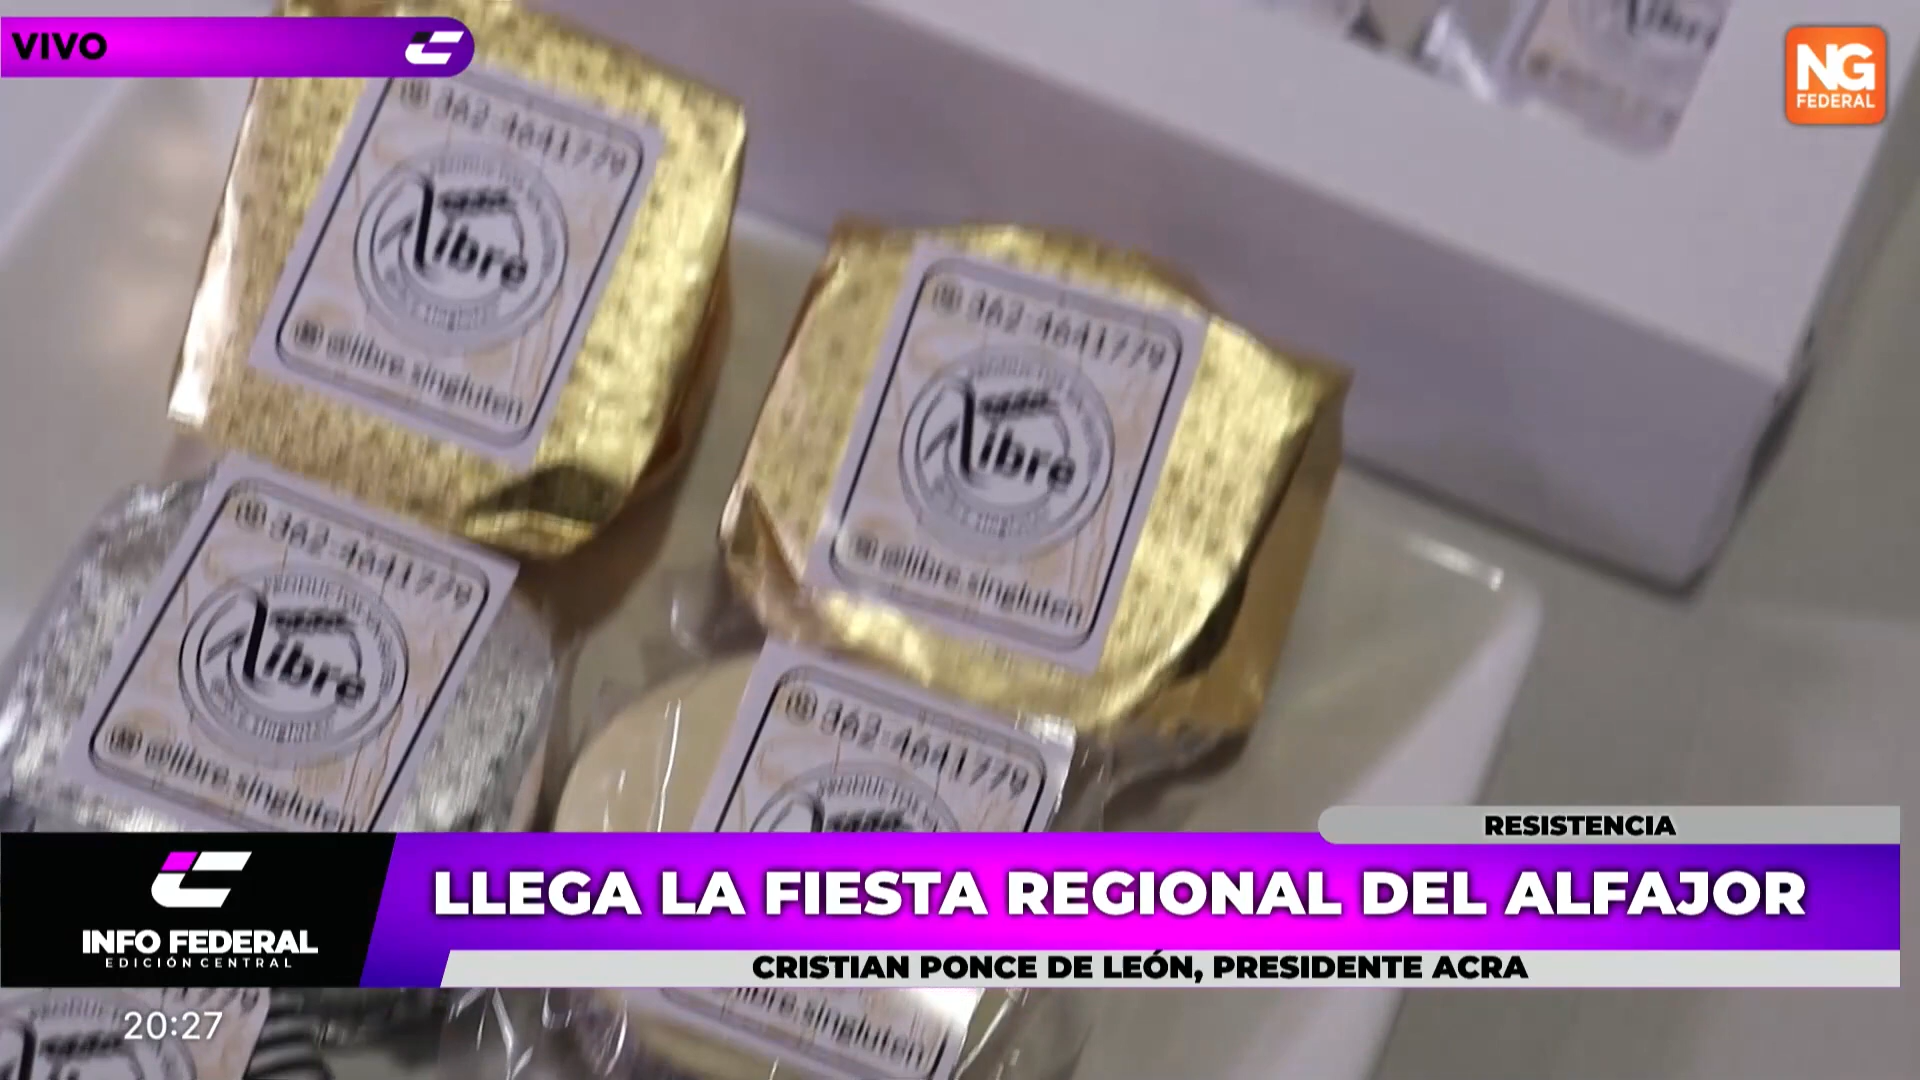 VIVO
NG
FEDERAL
362-4641779
Libre
@libre.singluten
362-4641779
Libre
@libre.singluten
362-4641779
Libre
@libre.singluten
362-4641779
RESISTENCIA
LLEGA LA FIESTA REGIONAL DEL ALFAJOR
INFO FEDERAL
EDICIÓN CENTRAL
CRISTIAN PONCE DE LEÓN, PRESIDENTE ACRA
libre.singluten
20:27